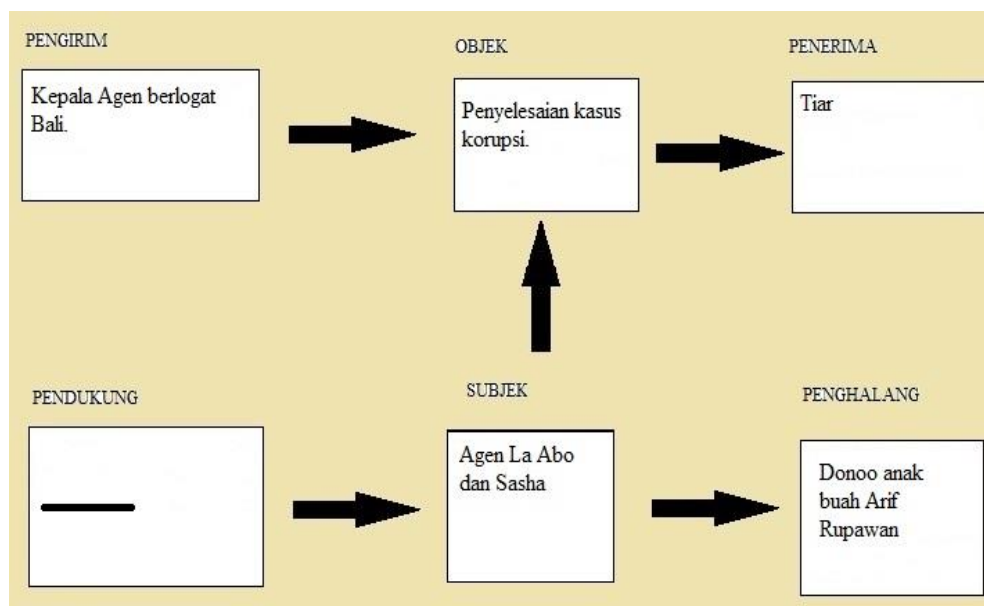 PENGIRIM
OBJEK
PENERIMA
Kepala Agen berlogat
Bali.
Penyelesaian kasus
korupsi.
Tiar
PENDUKUNG
SUBJEK
PENGHALANG
Agen La Abo
dan Sasha
Donoo anak
buah Arif
Rupawan